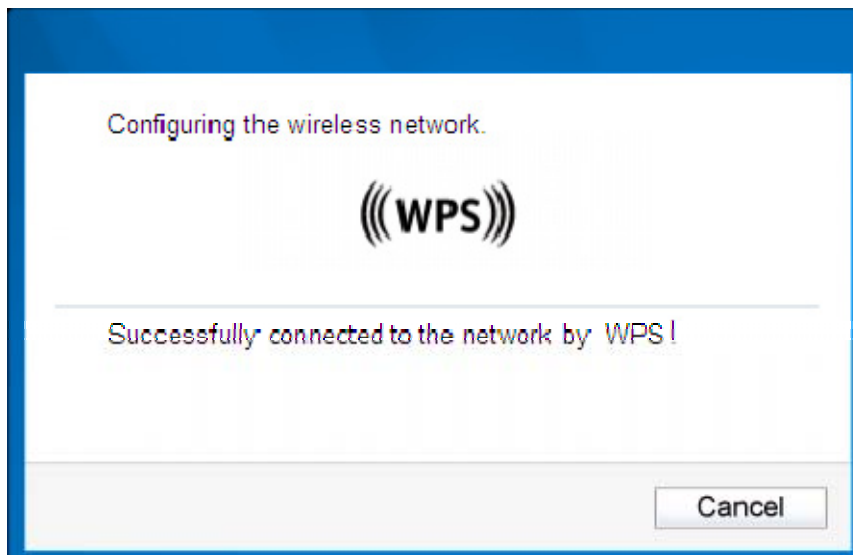 Configuring the wireless network.
(((WPS)))
Successfully connected to the network by WPS!
Cancel